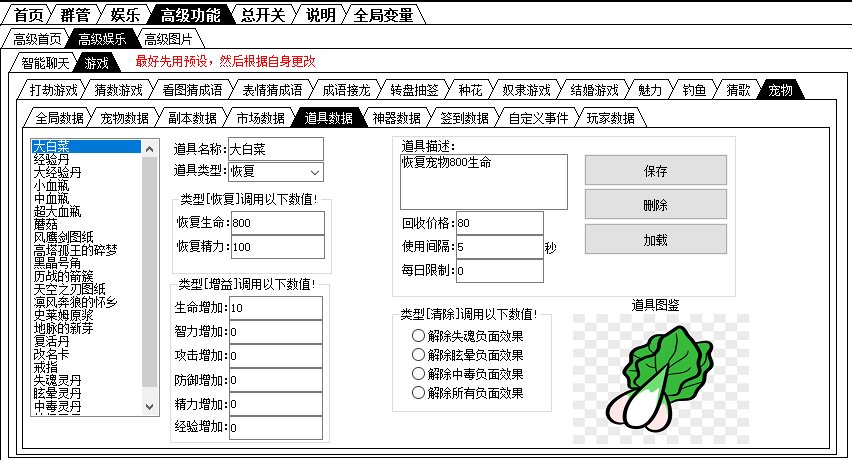 首页 群管 娱乐 高级功能 总开关 说明 全局变量
高级首页 高级娱乐 高级图片
智能聊天 游戏 最好先用预设，然后根据自身更改
打劫游戏 猜数游戏 看图猜成语 表情猜成语 成语接龙 转盘抽签 种花 奴隶游戏 结婚游戏 魅力 钓鱼 猜歌 宠物
全局数据 宠物数据 副本数据 市场数据 道具数据 神器数据 签到数据 自定义事件 玩家数据
大白菜
经验丹
大经验丹
小血瓶
中血瓶
超大血瓶
蘑菇
风鹰剑图纸
高塔孤王的碎梦
黑晶号角
历战的箭簇
天空之刃图纸
凛风奔狼的怀乡
史莱姆原浆
地脉的新芽
复活丹
改名卡
戒指
失魂灵丹
眩晕灵丹
中毒灵丹
道具名称: 大白菜
道具类型: 恢复
类型[恢复]调用以下数值!
恢复生命: 800
恢复精力: 100
类型[增益]调用以下数值!
生命增加: 10
智力增加: 0
攻击增加: 0
防御增加: 0
精力增加: 0
经验增加: 0
道具描述:
恢复宠物800生命
回收价格: 80
使用间隔: 5 秒
每日限制: 0
类型[清除]调用以下数值!
解除失魂负面效果
解除眩晕负面效果
解除中毒负面效果
解除所有负面效果
保存
删除
加载
道具图鉴